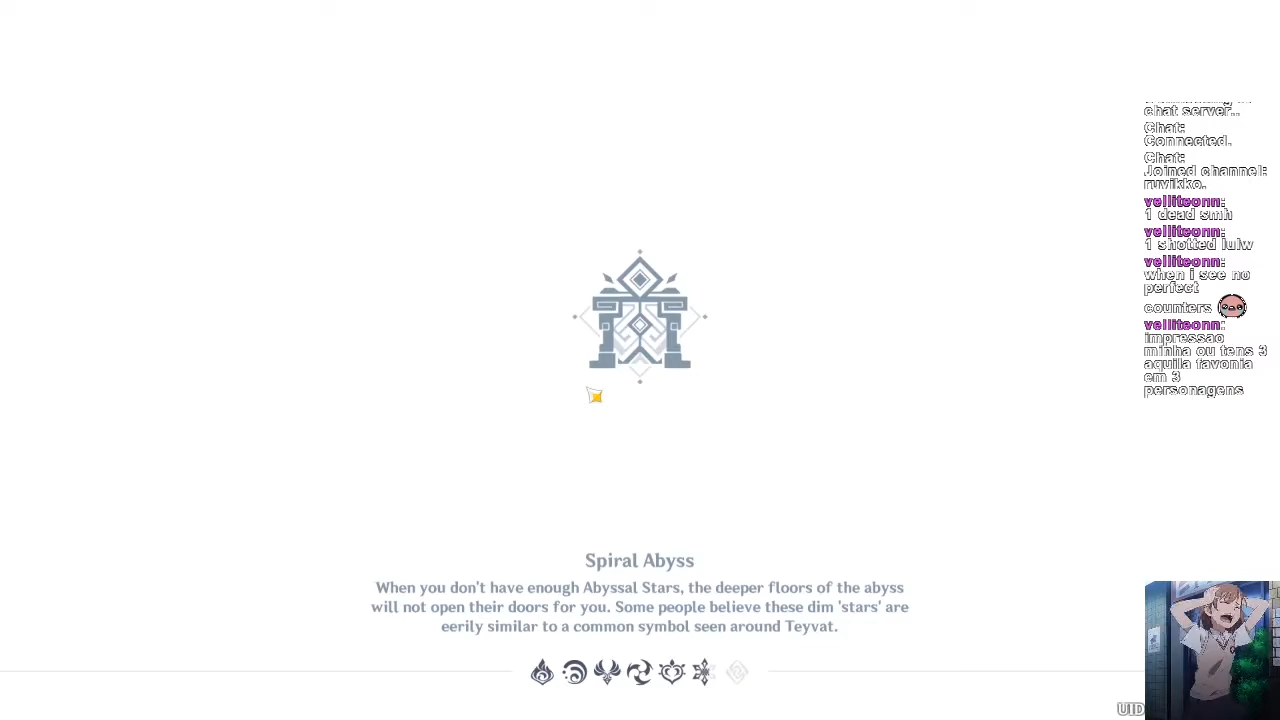 chat server..
Chat:
Connected.
Chat:
Joined channel:
ruvikko.
velliteonn:
1 dead smh
velliteonn:
1 shotted lulw
velliteonn:
when i see no
perfect
counters
velliteonn:
impressao
minha ou tens 3
aquila favonia
em 3
personagens
Spiral Abyss
When you don't have enough Abyssal Stars, the deeper floors of the abyss
will not open their doors for you. Some people believe these dim 'stars' are
eerily similar to a common symbol seen around Teyvat.
UID